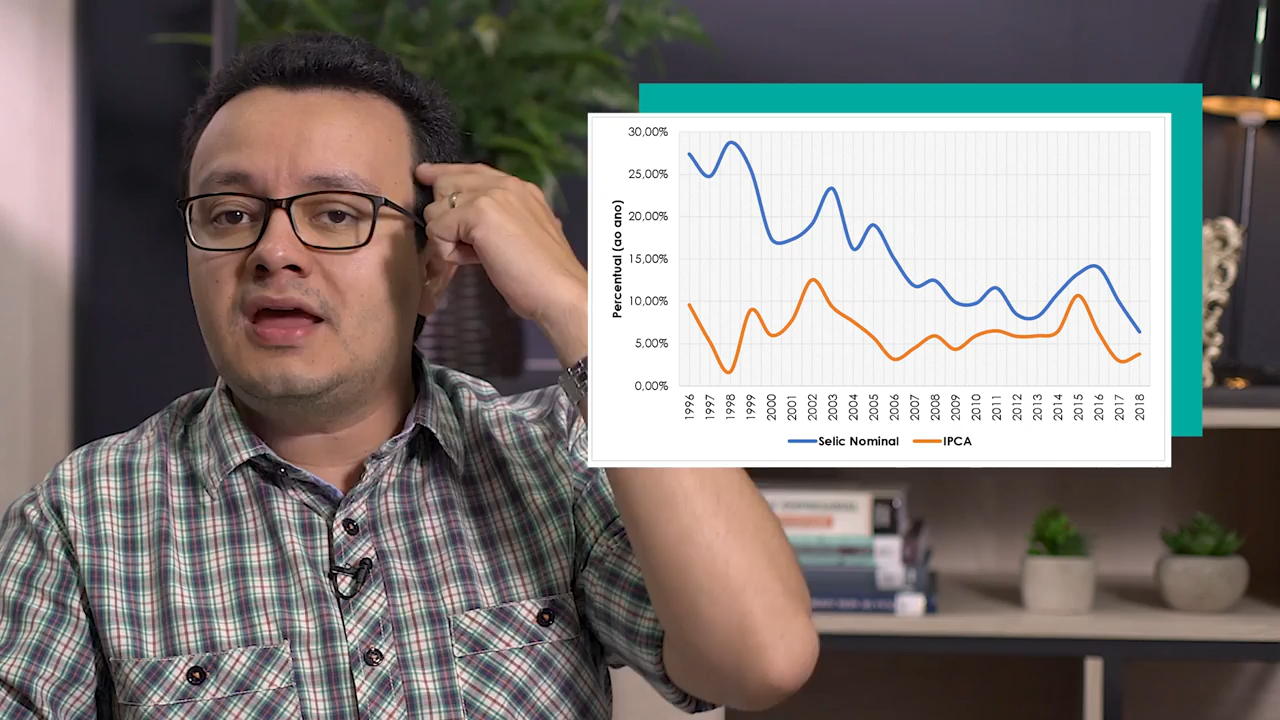 30,00%
25,00%
20,00%
15,00%
10,00%
5,00%
0,00%
Percentual (ao ano)
1996 1997 1998 1999 2000 2001 2002 2003 2004 2005 2006 2007 2008 2009 2010 2011 2012 2013 2014 2015 2016 2017 2018
Selic Nominal IPCA